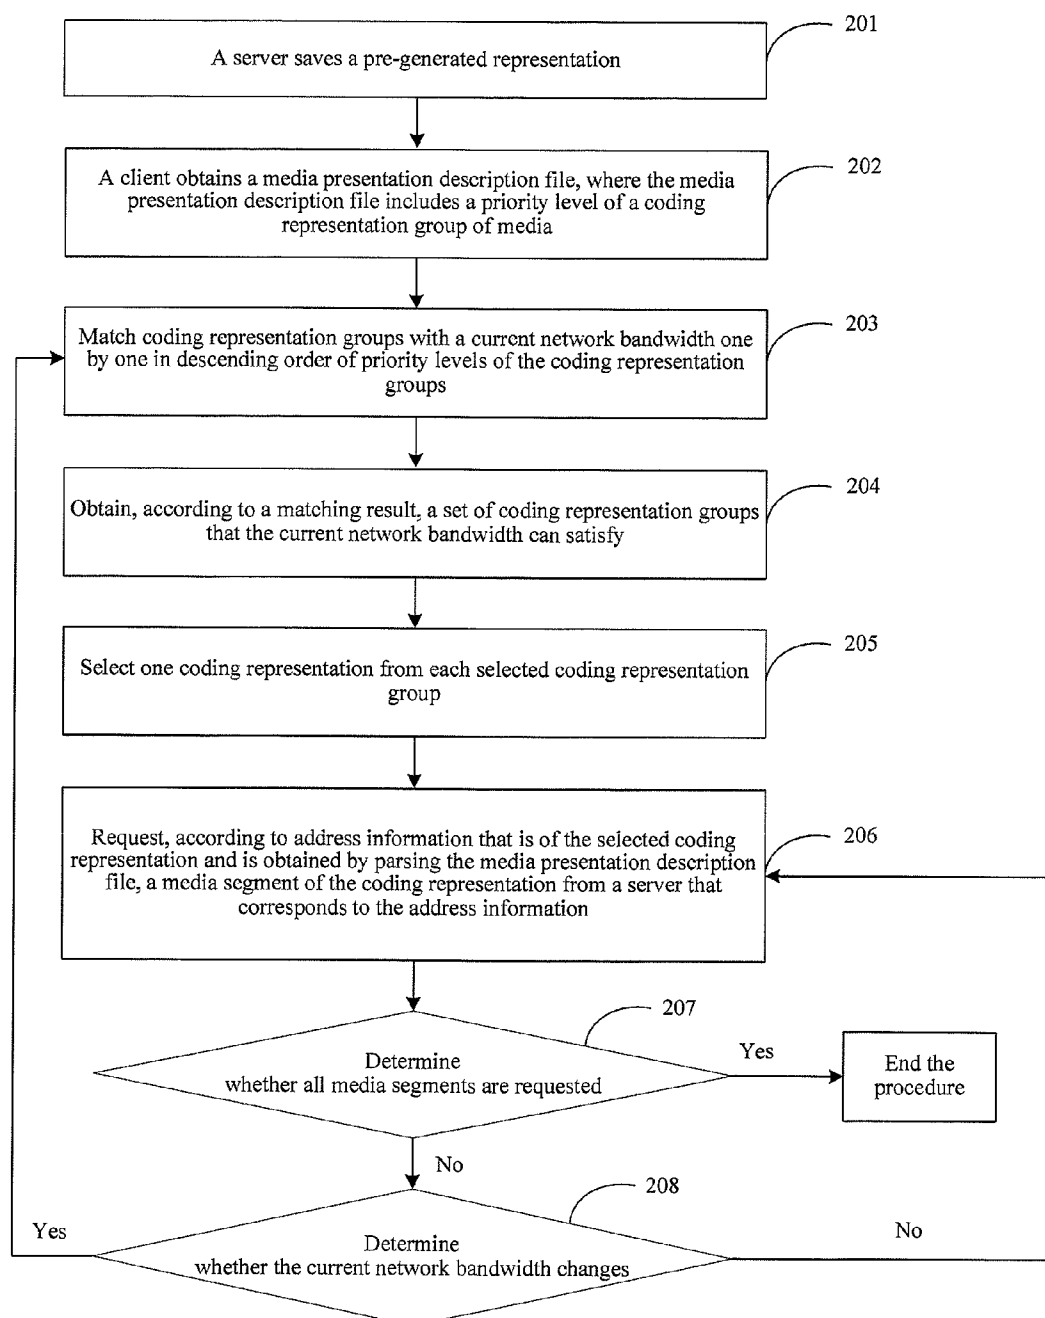 201
A server saves a pre-generated representation
202
A client obtains a media presentation description file, where the media
presentation description file includes a priority level of a coding
representation group of media
203
Match coding representation groups with a current network bandwidth one
by one in descending order of priority levels of the coding representation
groups
204
Obtain, according to a matching result, a set of coding representation groups
that the current network bandwidth can satisfy
205
Select one coding representation from each selected coding representation
group
206
Request, according to address information that is of the selected coding
representation and is obtained by parsing the media presentation description
file, a media segment of the coding representation from a server that
corresponds to the address information
207
Determine
whether all media segments are requested
Yes
End the
procedure
No
208
Determine
whether the current network bandwidth changes
Yes
No